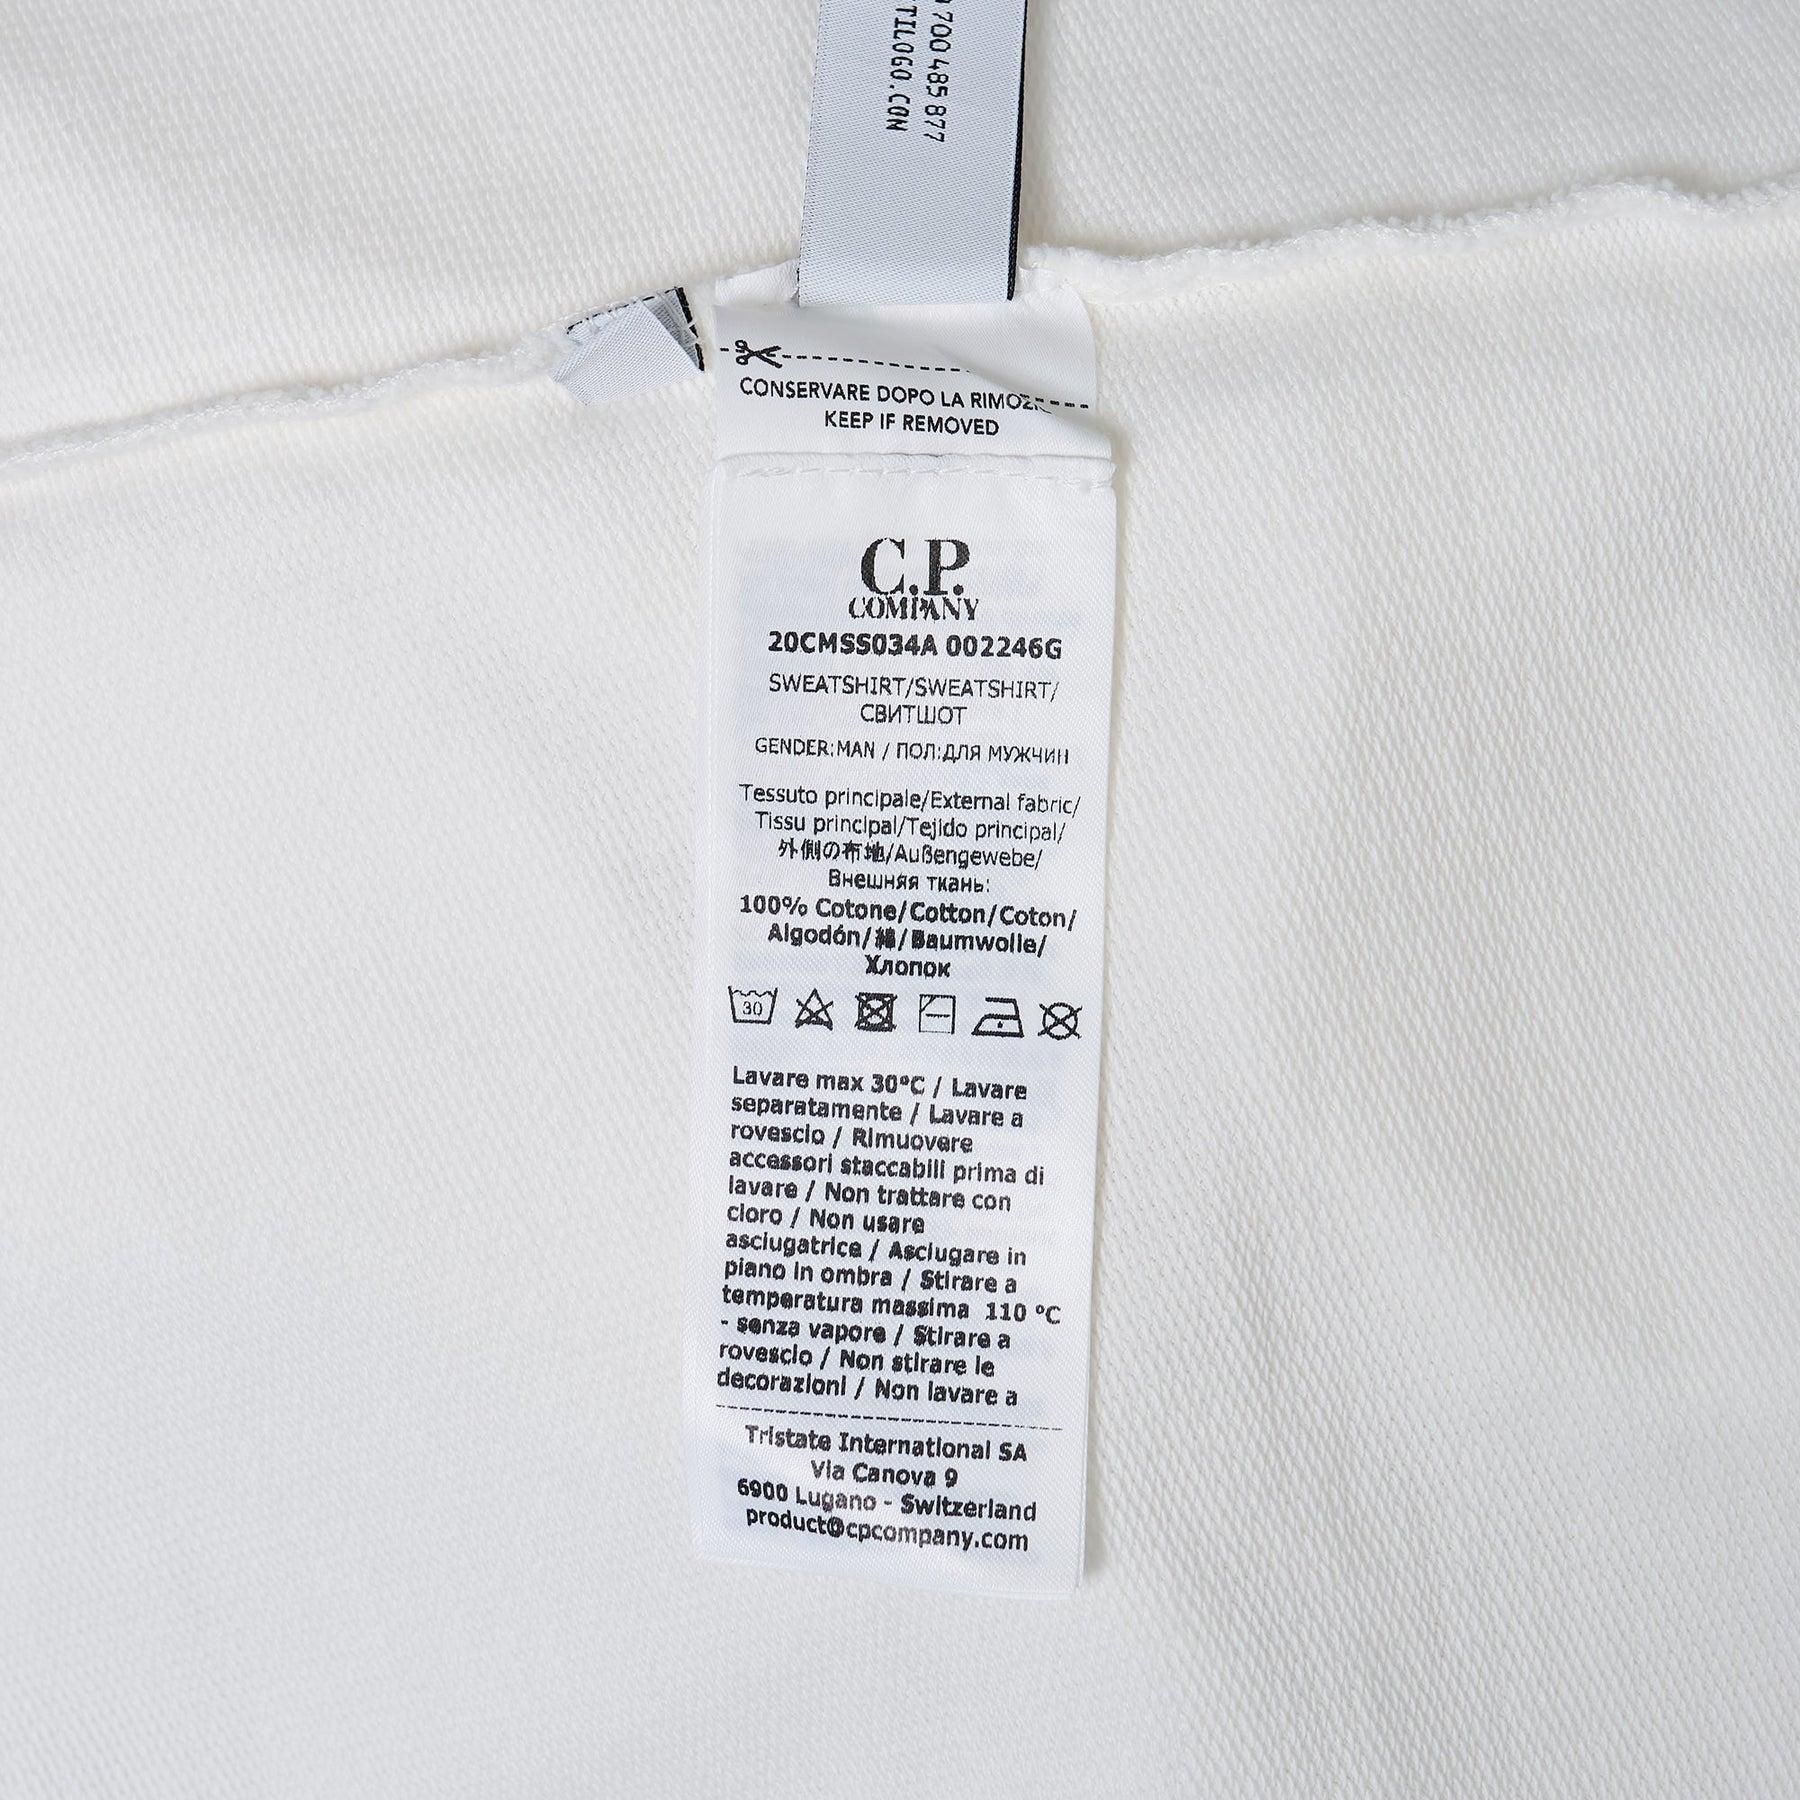 700 485 877
TILOGO.COM
CONSERVARE DOPO LA
KEEP IF REMOVED
C.P.
COMPANY
20CMSS034A 002246G
SWEATSHIRT/SWEATSHIRT/
СВИТШОТ
GENDER:MAN / ПОЛ:ДЛЯ МУЖЧИН
Tessuto principale/External fabric/
Tissu principal/Tejido principal/
外側の布地/Außengewebe/
Внешняя ткань:
100% Cotone/Cotton/Coton/
Algodón/綿/Baumwolle/
Хлопок
30
Lavare max 30°C / Lavare
separatamente / Lavare a
rovescio / Rimuovere
accessori staccabili prima di
lavare / Non trattare con
cloro / Non usare
asciugatrice / Asciugare in
piano in ombra / Stirare a
temperatura massima 110 °C
- senza vapore / Stirare a
rovescio / Non stirare le
decorazioni / Non lavare a
Tristate International SA
Via Canova 9
6900 Lugano - Switzerland
product@cpcompany.com